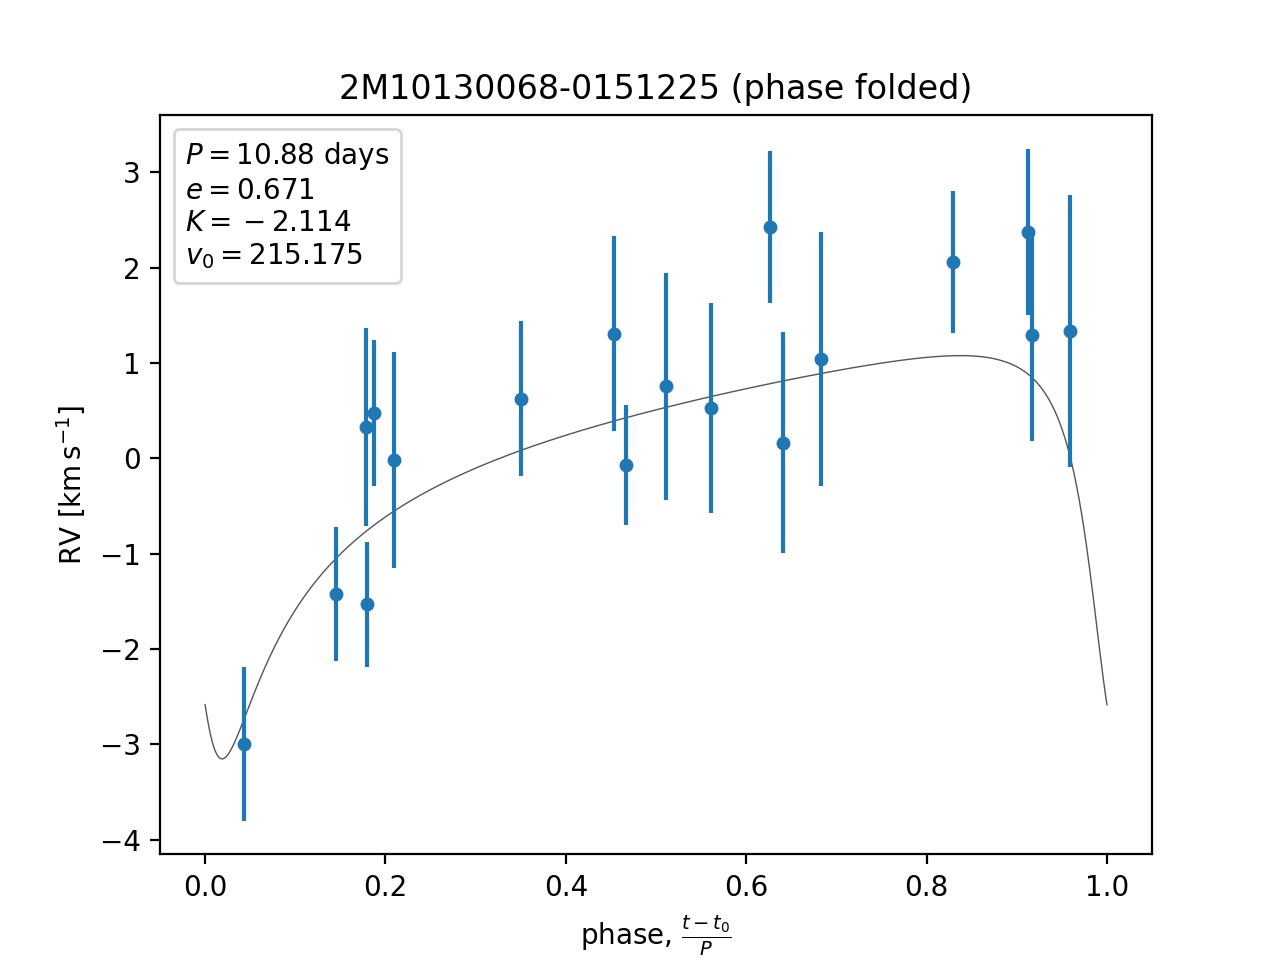 2M10130068-0151225 (phase folded)
P = 10.88 days
e = 0.671
K = −2.114
v₀ = 215.175
RV [km s⁻¹]
3
2
1
0
−1
−2
−3
−4
0.0 0.2 0.4 0.6 0.8 1.0
phase, (t − t₀)/P